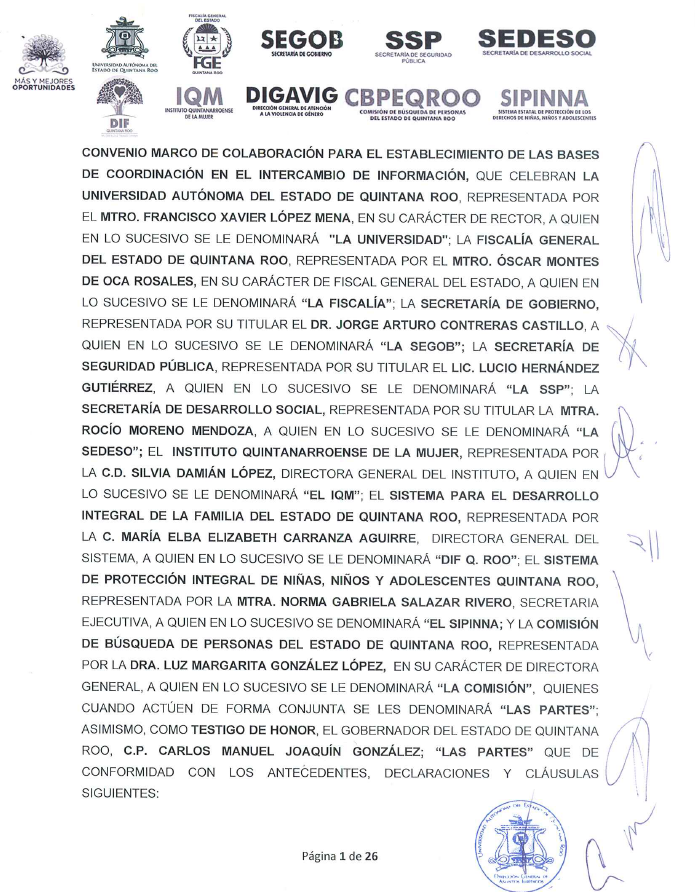 MÁS Y MEJORES
OPORTUNIDADES
UNIVERSIDAD AUTÓNOMA DEL
ESTADO DE QUINTANA ROO
FISCALÍA GENERAL
DEL ESTADO
FGE
QUINTANA ROO
SEGOB
SECRETARÍA DE GOBIERNO
SSP
SECRETARÍA DE SEGURIDAD
PÚBLICA
SEDESO
SECRETARÍA DE DESARROLLO SOCIAL
DIF
QUINTANA ROO
IQM
INSTITUTO QUINTANARROENSE
DE LA MUJER
DIGAVIG
DIRECCIÓN GENERAL DE ATENCIÓN
A LA VIOLENCIA DE GÉNERO
CBPEQROO
COMISIÓN DE BÚSQUEDA DE PERSONAS
DEL ESTADO DE QUINTANA ROO
SIPINNA
SISTEMA ESTATAL DE PROTECCIÓN DE LOS
DERECHOS DE NIÑAS, NIÑOS Y ADOLESCENTES
CONVENIO MARCO DE COLABORACIÓN PARA EL ESTABLECIMIENTO DE LAS BASES
DE COORDINACIÓN EN EL INTERCAMBIO DE INFORMACIÓN, QUE CELEBRAN LA
UNIVERSIDAD AUTÓNOMA DEL ESTADO DE QUINTANA ROO, REPRESENTADA POR
EL MTRO. FRANCISCO XAVIER LÓPEZ MENA, EN SU CARÁCTER DE RECTOR, A QUIEN
EN LO SUCESIVO SE LE DENOMINARÁ "LA UNIVERSIDAD"; LA FISCALÍA GENERAL
DEL ESTADO DE QUINTANA ROO, REPRESENTADA POR EL MTRO. ÓSCAR MONTES
DE OCA ROSALES, EN SU CARÁCTER DE FISCAL GENERAL DEL ESTADO, A QUIEN EN
LO SUCESIVO SE LE DENOMINARÁ “LA FISCALÍA”; LA SECRETARÍA DE GOBIERNO,
REPRESENTADA POR SU TITULAR EL DR. JORGE ARTURO CONTRERAS CASTILLO, A
QUIEN EN LO SUCESIVO SE LE DENOMINARÁ “LA SEGOB”; LA SECRETARÍA DE
SEGURIDAD PÚBLICA, REPRESENTADA POR SU TITULAR EL LIC. LUCIO HERNÁNDEZ
GUTIÉRREZ, A QUIEN EN LO SUCESIVO SE LE DENOMINARÁ “LA SSP”; LA
SECRETARÍA DE DESARROLLO SOCIAL, REPRESENTADA POR SU TITULAR LA MTRA.
ROCÍO MORENO MENDOZA, A QUIEN EN LO SUCESIVO SE LE DENOMINARÁ “LA
SEDESO”; EL INSTITUTO QUINTANARROENSE DE LA MUJER, REPRESENTADA POR
LA C.D. SILVIA DAMIÁN LÓPEZ, DIRECTORA GENERAL DEL INSTITUTO, A QUIEN EN
LO SUCESIVO SE LE DENOMINARÁ “EL IQM”; EL SISTEMA PARA EL DESARROLLO
INTEGRAL DE LA FAMILIA DEL ESTADO DE QUINTANA ROO, REPRESENTADA POR
LA C. MARÍA ELBA ELIZABETH CARRANZA AGUIRRE, DIRECTORA GENERAL DEL
SISTEMA, A QUIEN EN LO SUCESIVO SE LE DENOMINARÁ “DIF Q. ROO”; EL SISTEMA
DE PROTECCIÓN INTEGRAL DE NIÑAS, NIÑOS Y ADOLESCENTES QUINTANA ROO,
REPRESENTADA POR LA MTRA. NORMA GABRIELA SALAZAR RIVERO, SECRETARIA
EJECUTIVA, A QUIEN EN LO SUCESIVO SE LE DENOMINARÁ “EL SIPINNA; Y LA COMISIÓN
DE BÚSQUEDA DE PERSONAS DEL ESTADO DE QUINTANA ROO, REPRESENTADA
POR LA DRA. LUZ MARGARITA GONZÁLEZ LÓPEZ, EN SU CARÁCTER DE DIRECTORA
GENERAL, A QUIEN EN LO SUCESIVO SE LE DENOMINARÁ “LA COMISIÓN”, QUIENES
CUANDO ACTÚEN DE FORMA CONJUNTA SE LES DENOMINARÁ “LAS PARTES”;
ASIMISMO, COMO TESTIGO DE HONOR, EL GOBERNADOR DEL ESTADO DE QUINTANA
ROO, C.P. CARLOS MANUEL JOAQUÍN GONZÁLEZ; “LAS PARTES” QUE DE
CONFORMIDAD CON LOS ANTECEDENTES, DECLARACIONES Y CLÁUSULAS
SIGUIENTES:
UNIVERSIDAD AUTÓNOMA DEL ESTADO DE QUINTANA ROO
DIRECCIÓN GENERAL DE
ASUNTOS JURÍDICOS
Página 1 de 26